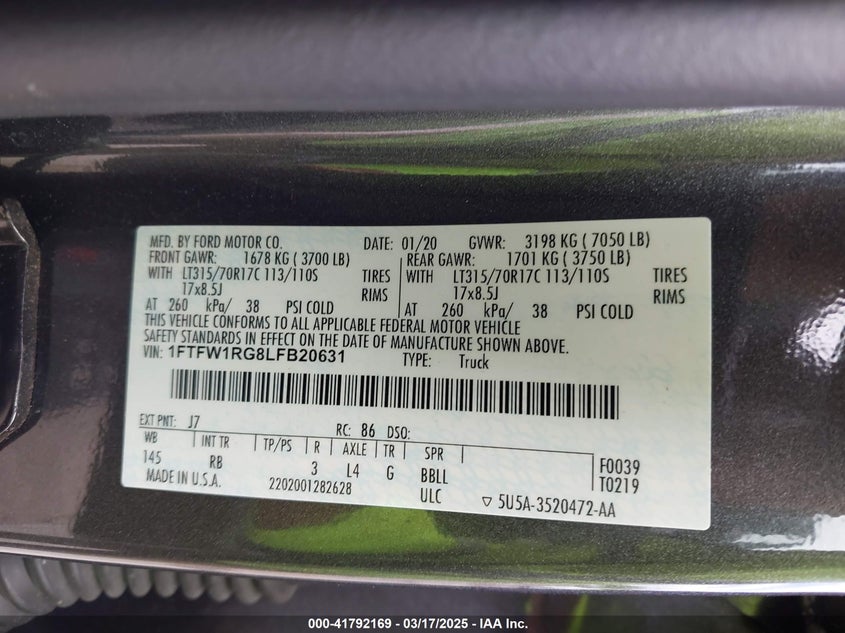 MFD. BY FORD MOTOR CO. DATE: 01/20 GVWR: 3198 KG ( 7050 LB)
FRONT GAWR: 1678 KG ( 3700 LB) REAR GAWR: 1701 KG ( 3750 LB)
WITH LT315/70R17C 113/110S TIRES WITH LT315/70R17C 113/110S TIRES
17x8.5J RIMS 17x8.5J RIMS
AT 260 kPa/ 38 PSI COLD AT 260 kPa/ 38 PSI COLD
THIS VEHICLE CONFORMS TO ALL APPLICABLE FEDERAL MOTOR VEHICLE
SAFETY STANDARDS IN EFFECT ON THE DATE OF MANUFACTURE SHOWN ABOVE.
VIN: 1FTFW1RG8LFB20631 TYPE: Truck
EXT PNT: J7 RC: 86 DSO:
WB INT TR TP/PS R AXLE TR SPR
145 RB 3 L4 G BBLL F0039
MADE IN U.S.A. 2202001282628 ULC T0219
▽ 5U5A-3520472-AA
000-41792169 - 03/17/2025 - IAA Inc.